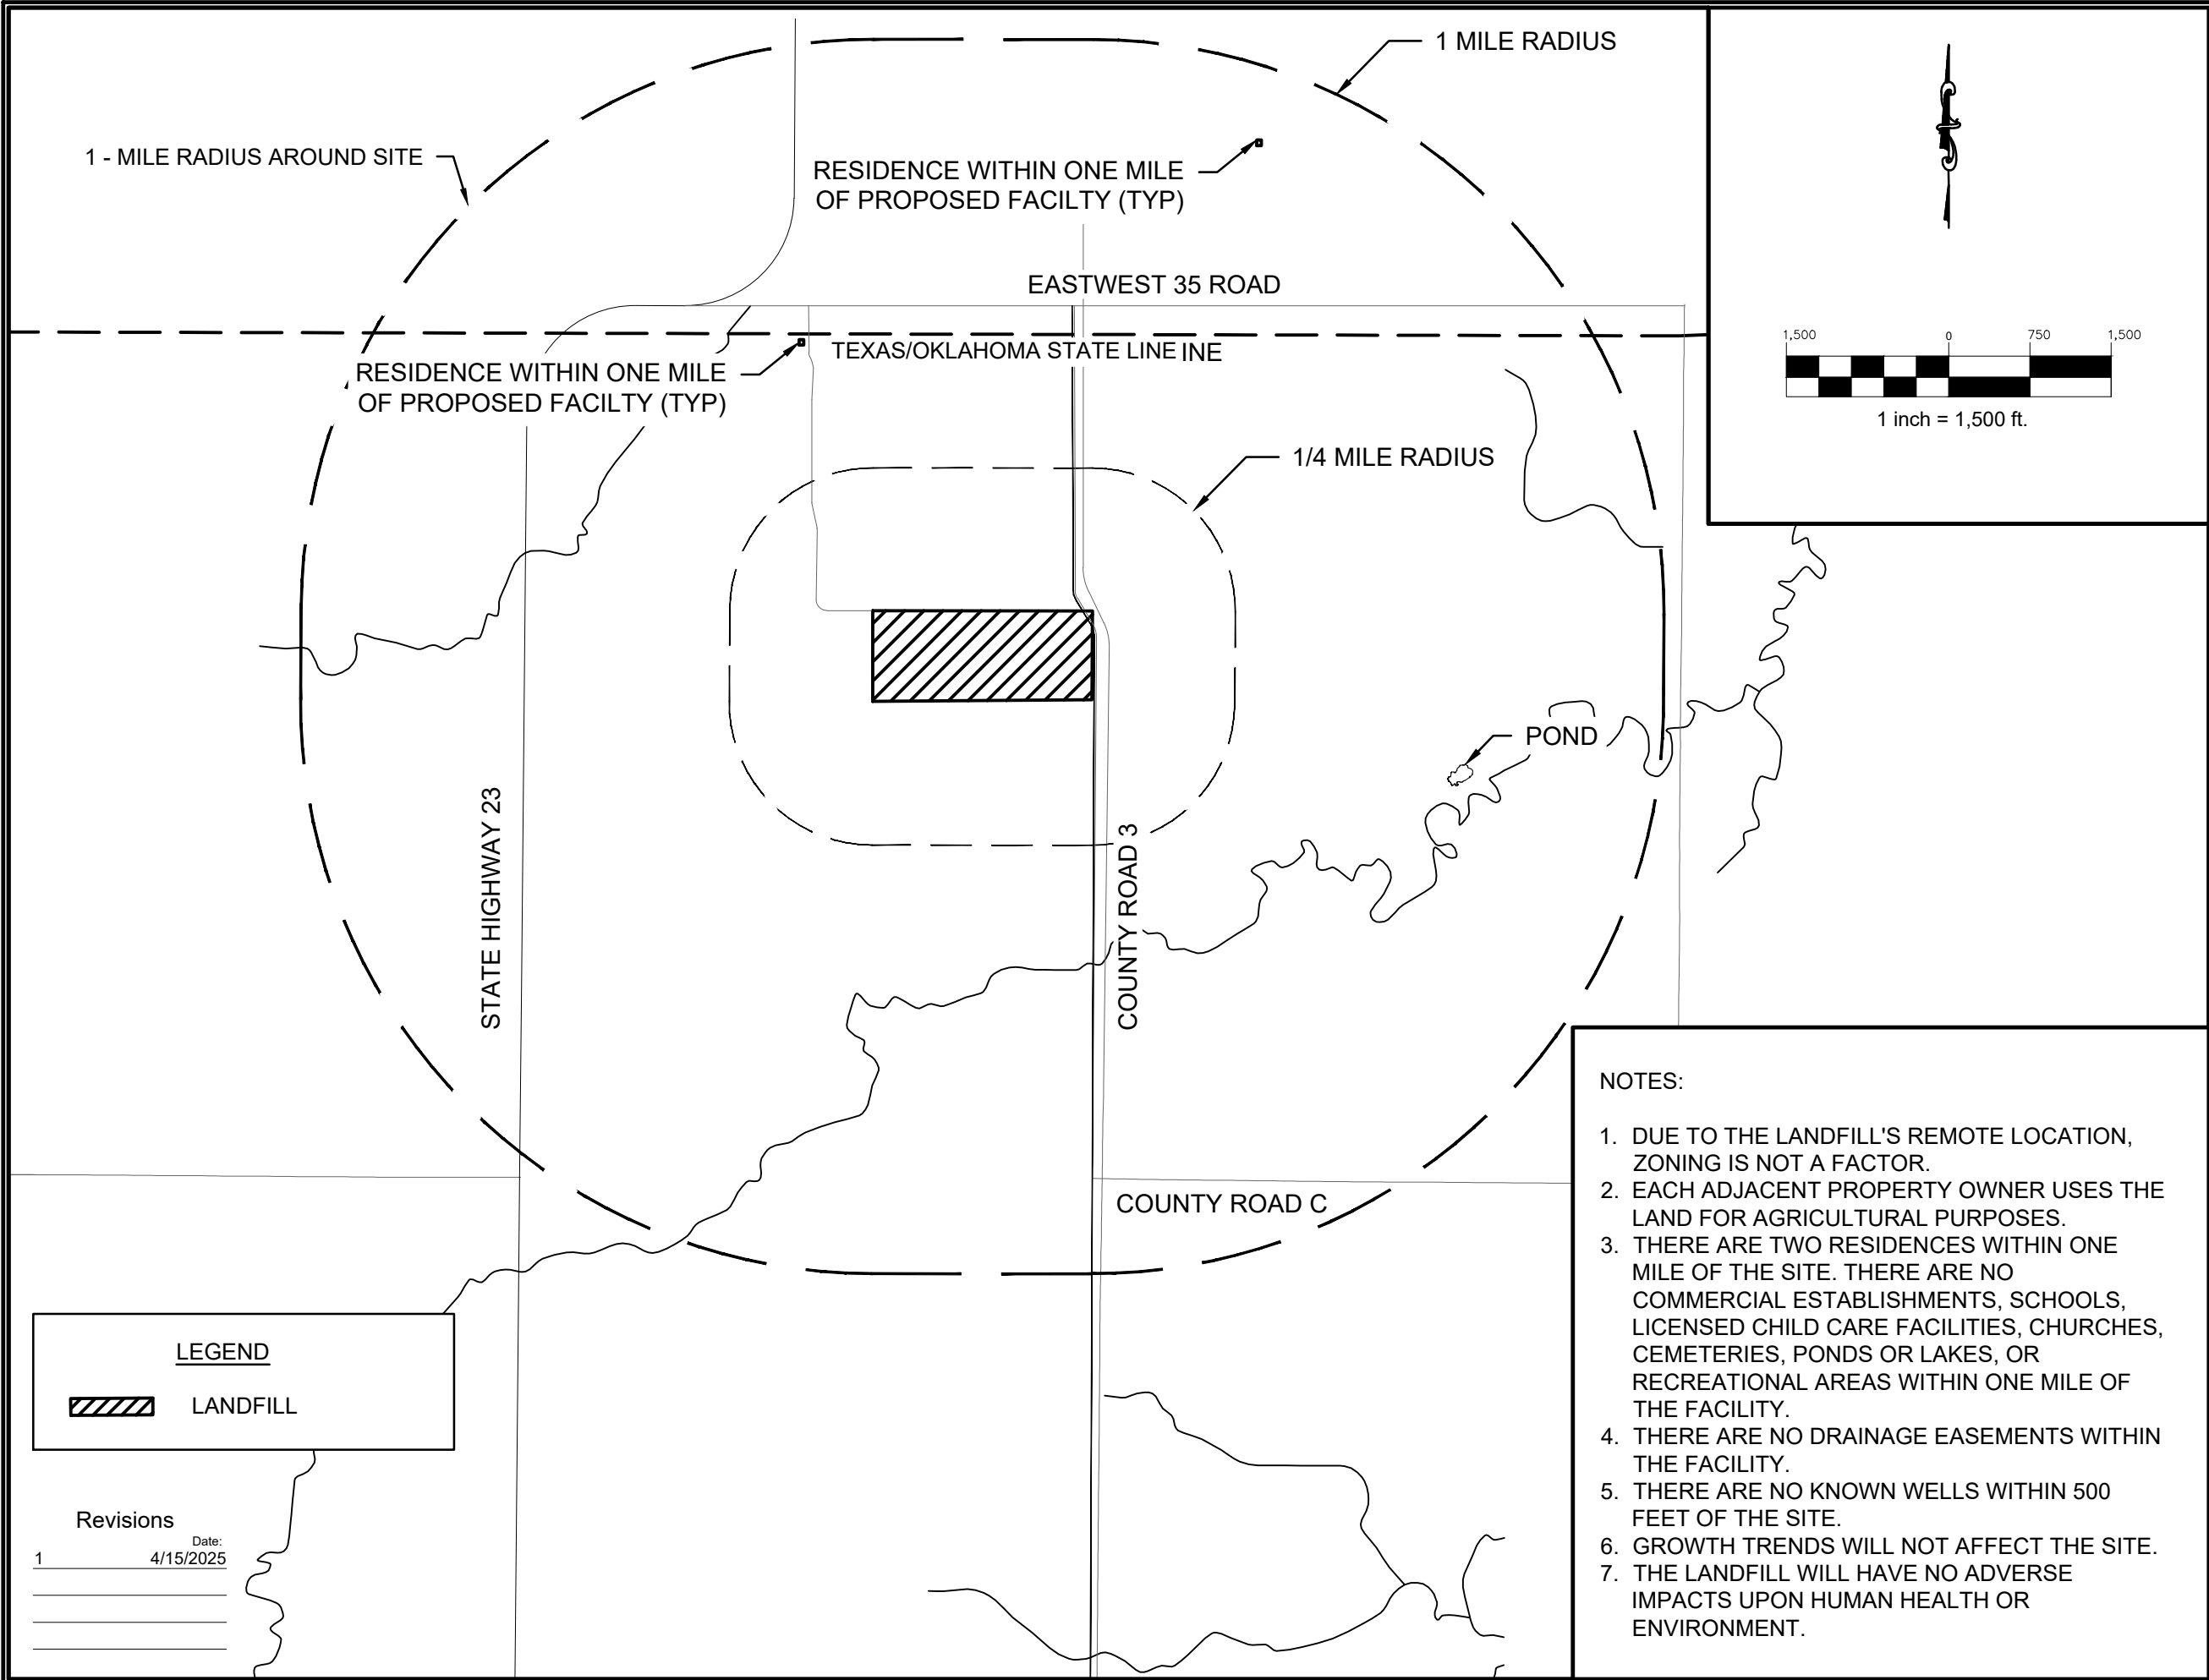 1 MILE RADIUS
1 - MILE RADIUS AROUND SITE
RESIDENCE WITHIN ONE MILE
OF PROPOSED FACILTY (TYP)
EASTWEST 35 ROAD
TEXAS/OKLAHOMA STATE LINE INE
RESIDENCE WITHIN ONE MILE
OF PROPOSED FACILTY (TYP)
1,500 0 750 1,500
1 inch = 1,500 ft.
1/4 MILE RADIUS
POND
STATE HIGHWAY 23
COUNTY ROAD 3
COUNTY ROAD C
NOTES:
1. DUE TO THE LANDFILL'S REMOTE LOCATION,
ZONING IS NOT A FACTOR.
2. EACH ADJACENT PROPERTY OWNER USES THE
LAND FOR AGRICULTURAL PURPOSES.
3. THERE ARE TWO RESIDENCES WITHIN ONE
MILE OF THE SITE. THERE ARE NO
COMMERCIAL ESTABLISHMENTS, SCHOOLS,
LICENSED CHILD CARE FACILITIES, CHURCHES,
CEMETERIES, PONDS OR LAKES, OR
RECREATIONAL AREAS WITHIN ONE MILE OF
THE FACILITY.
4. THERE ARE NO DRAINAGE EASEMENTS WITHIN
THE FACILITY.
5. THERE ARE NO KNOWN WELLS WITHIN 500
FEET OF THE SITE.
6. GROWTH TRENDS WILL NOT AFFECT THE SITE.
7. THE LANDFILL WILL HAVE NO ADVERSE
IMPACTS UPON HUMAN HEALTH OR
ENVIRONMENT.
LEGEND
LANDFILL
Revisions
Date:
1 4/15/2025